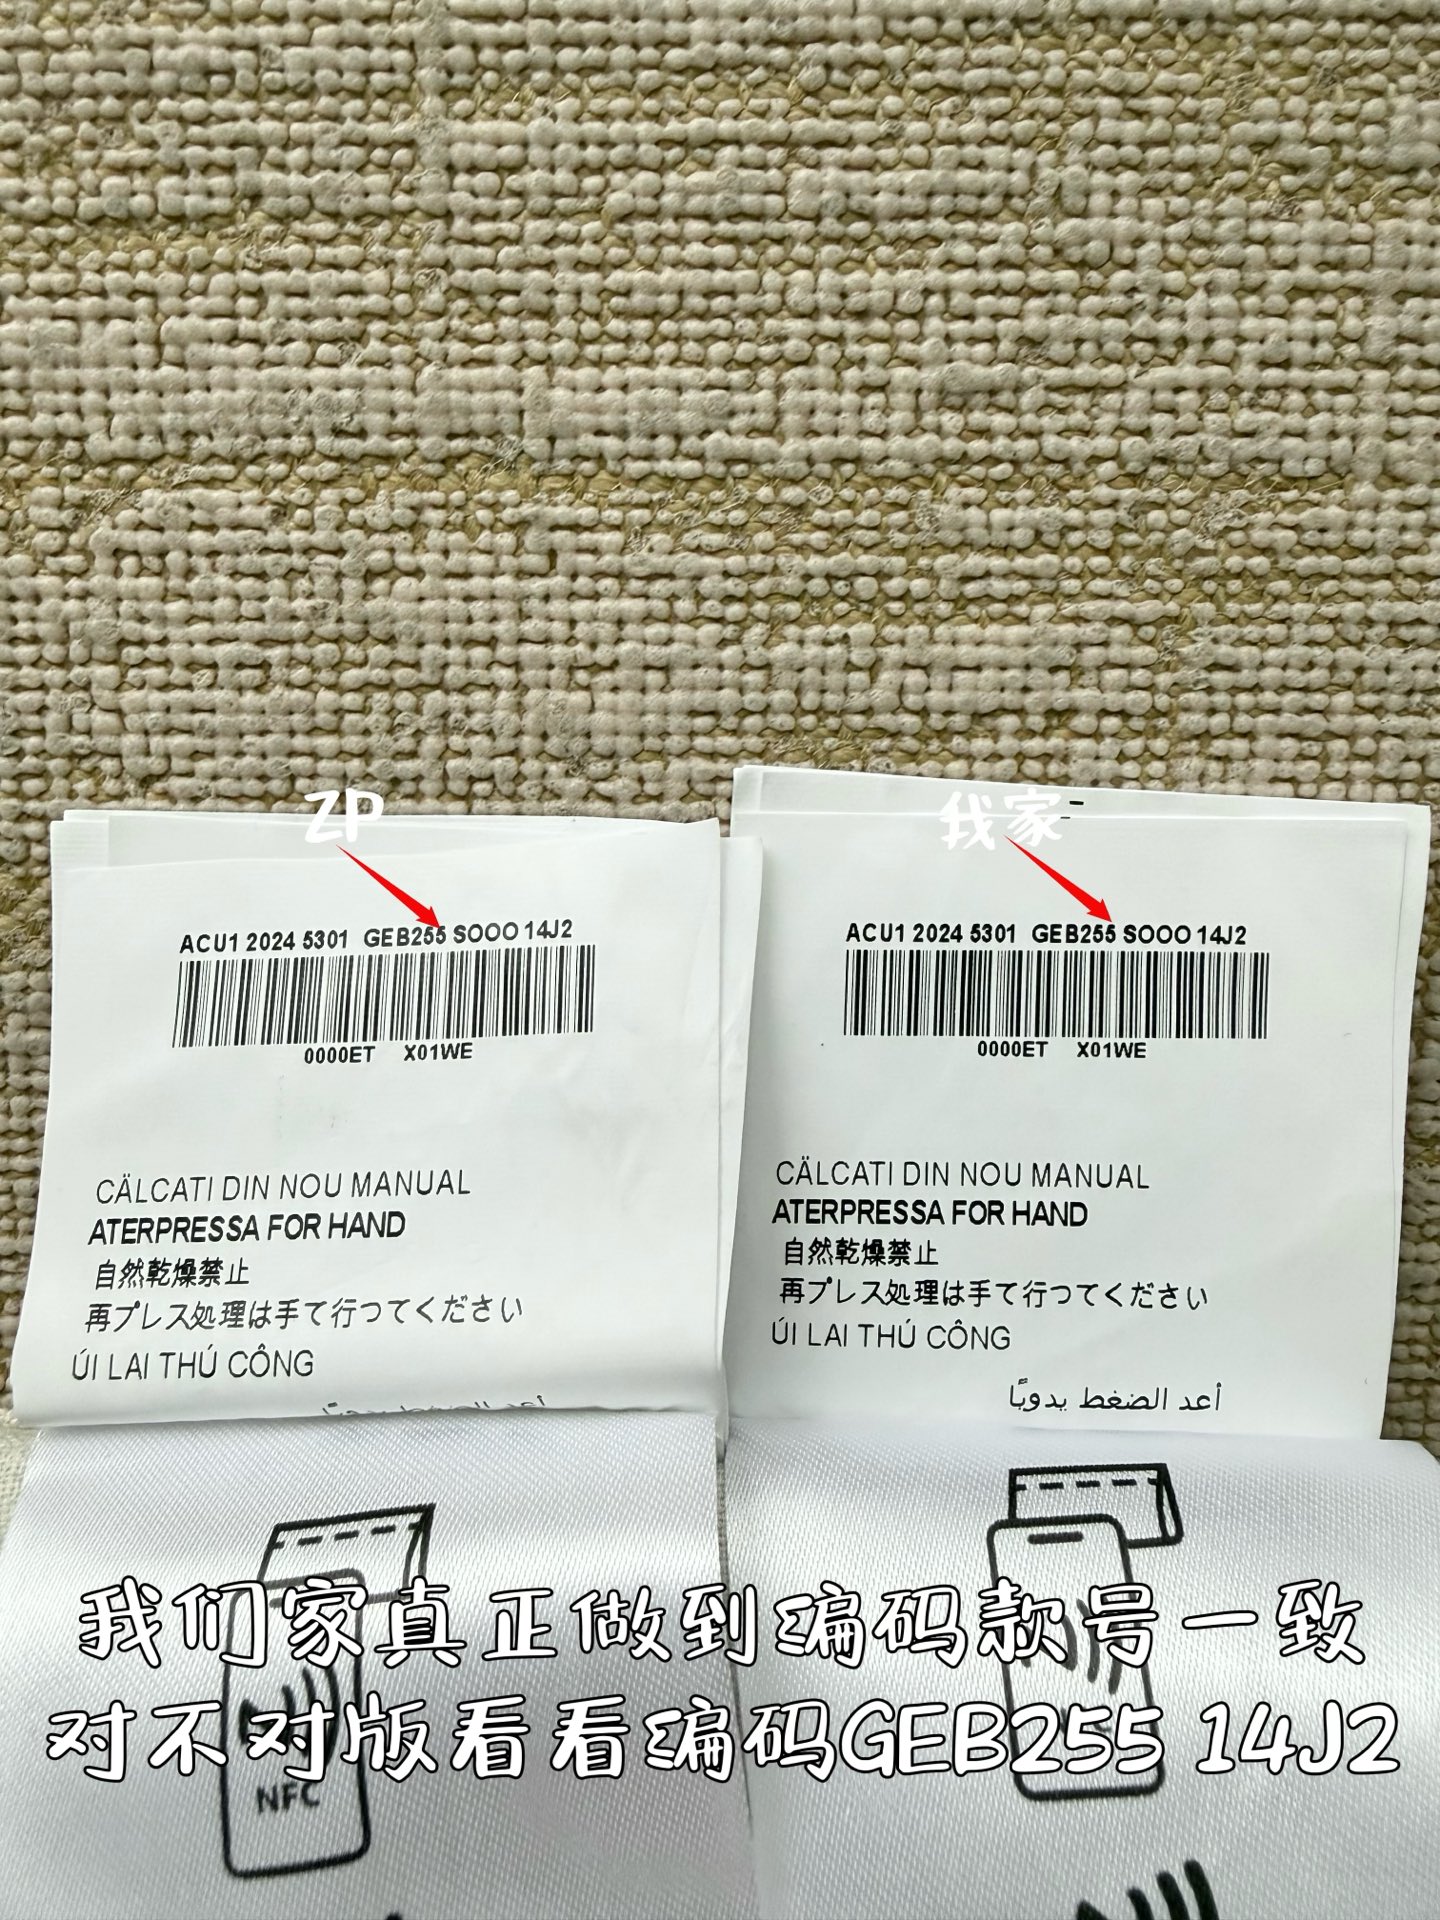 ZP
我家
ACU1 2024 5301 GEB255 SOOO 14J2
0000ET X01WE
CÄLCATI DIN NOU MANUAL
ATERPRESSA FOR HAND
自然乾燥禁止
再プレス処理は手て行つてください
ÚI LAI THÚ CÔNG
ACU1 2024 5301 GEB255 SOOO 14J2
0000ET X01WE
CÄLCATI DIN NOU MANUAL
ATERPRESSA FOR HAND
自然乾燥禁止
再プレス処理は手て行つてください
ÚI LAI THÚ CÔNG
أعد الضغط يدويًا
我们家真正做到编码款号一致
对不对版看看编码GEB255 14J2
NFC